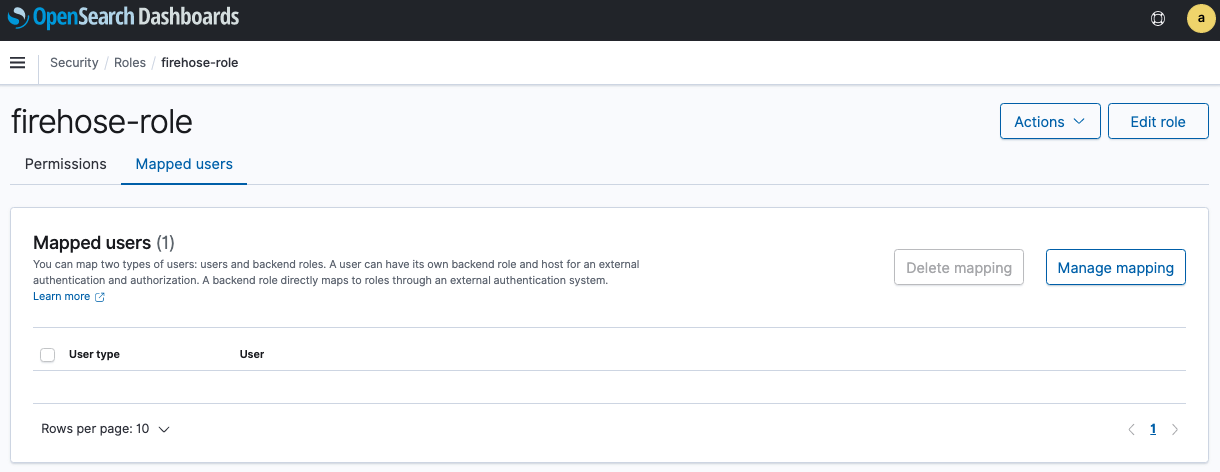 OpenSearch Dashboards
a
Security / Roles / firehose-role
firehose-role
Actions
Edit role
Permissions
Mapped users
Mapped users (1)
You can map two types of users: users and backend roles. A user can have its own backend role and host for an external
authentication and authorization. A backend role directly maps to roles through an external authentication system.
Learn more
Delete mapping
Manage mapping
User type
User
Rows per page: 10
1